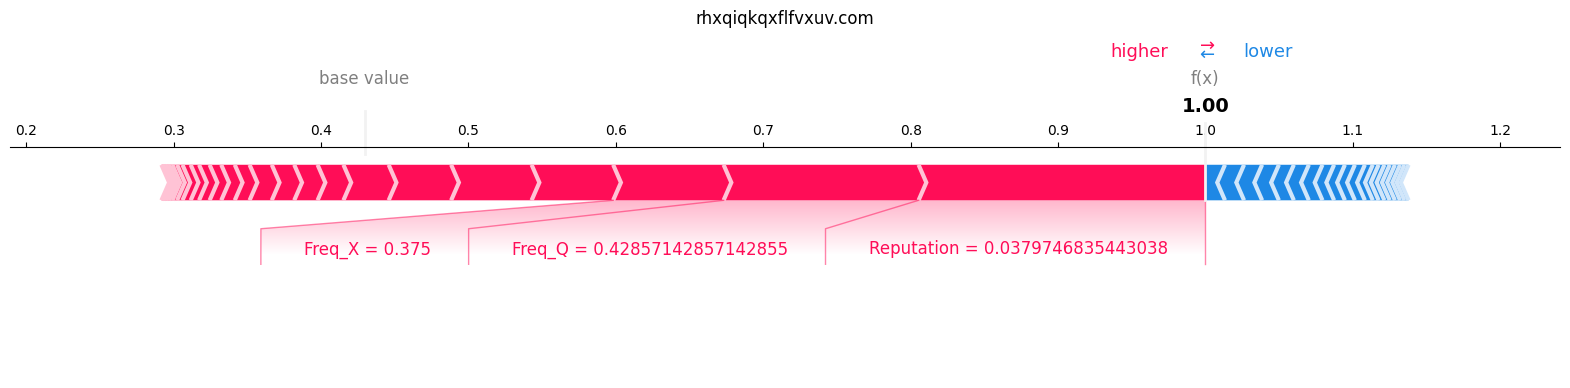 rhxqiqkqxflfvxuv.com
higher → ← lower
base value f(x)
1.00
0.2 0.3 0.4 0.5 0.6 0.7 0.8 0.9 1.0 1.1 1.2
Freq_X = 0.375 Freq_Q = 0.42857142857142855 Reputation = 0.0379746835443038